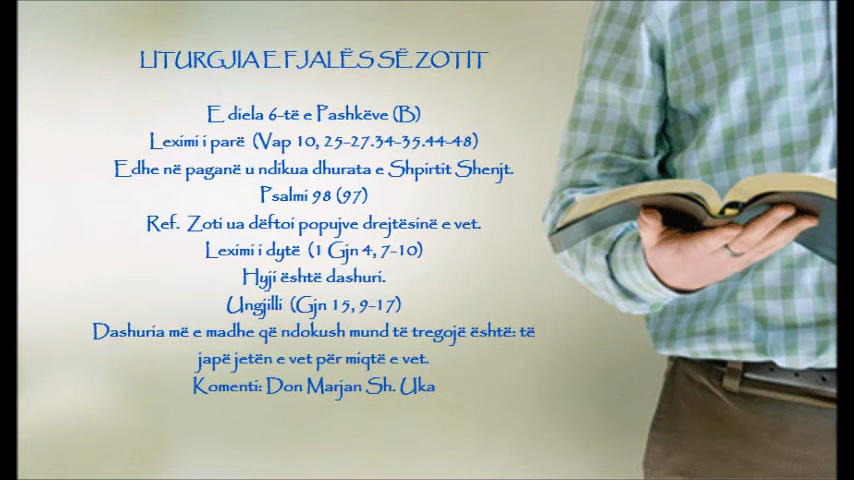 LITURGJIA E FJALËS SË ZOTIT
E diela 6-të e Pashkëve (B)
Leximi i parë (Vap 10, 25-27.34-35.44-48)
Edhe në paganë u ndikua dhurata e Shpirtit Shenjt.
Psalmi 98 (97)
Ref. Zoti ua dëftoi popujve drejtësinë e vet.
Leximi i dytë (1 Gjn 4, 7-10)
Hyji është dashuri.
Ungjilli (Gjn 15, 9-17)
Dashuria më e madhe që ndokush mund të tregojë është: të
japë jetën e vet për miqtë e vet.
Komenti: Don Marjan Sh. Uka